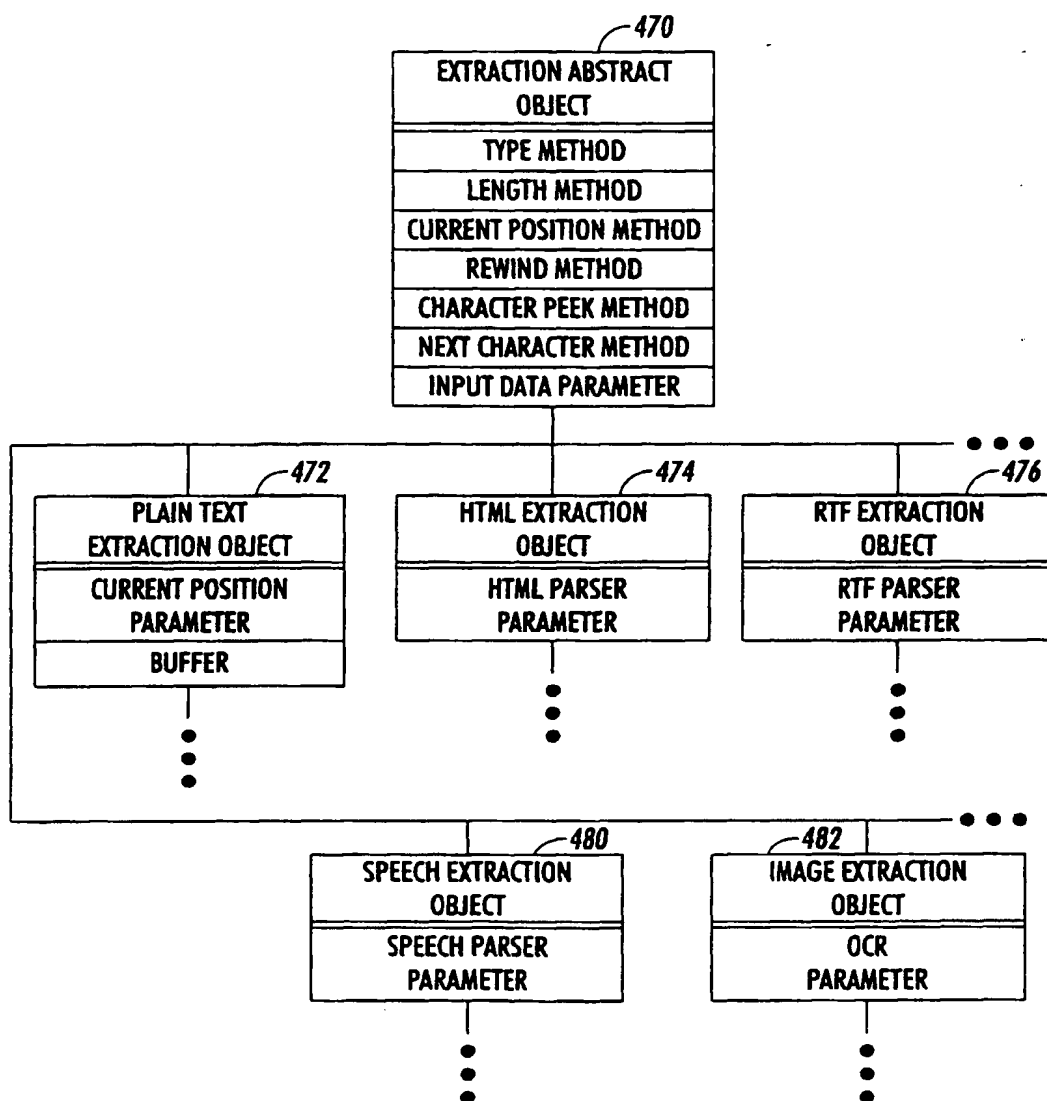 470
EXTRACTION ABSTRACT
OBJECT
TYPE METHOD
LENGTH METHOD
CURRENT POSITION METHOD
REWIND METHOD
CHARACTER PEEK METHOD
NEXT CHARACTER METHOD
INPUT DATA PARAMETER
472
PLAIN TEXT
EXTRACTION OBJECT
CURRENT POSITION
PARAMETER
BUFFER
474
HTML EXTRACTION
OBJECT
HTML PARSER
PARAMETER
476
RTF EXTRACTION
OBJECT
RTF PARSER
PARAMETER
480
SPEECH EXTRACTION
OBJECT
SPEECH PARSER
PARAMETER
482
IMAGE EXTRACTION
OBJECT
OCR
PARAMETER